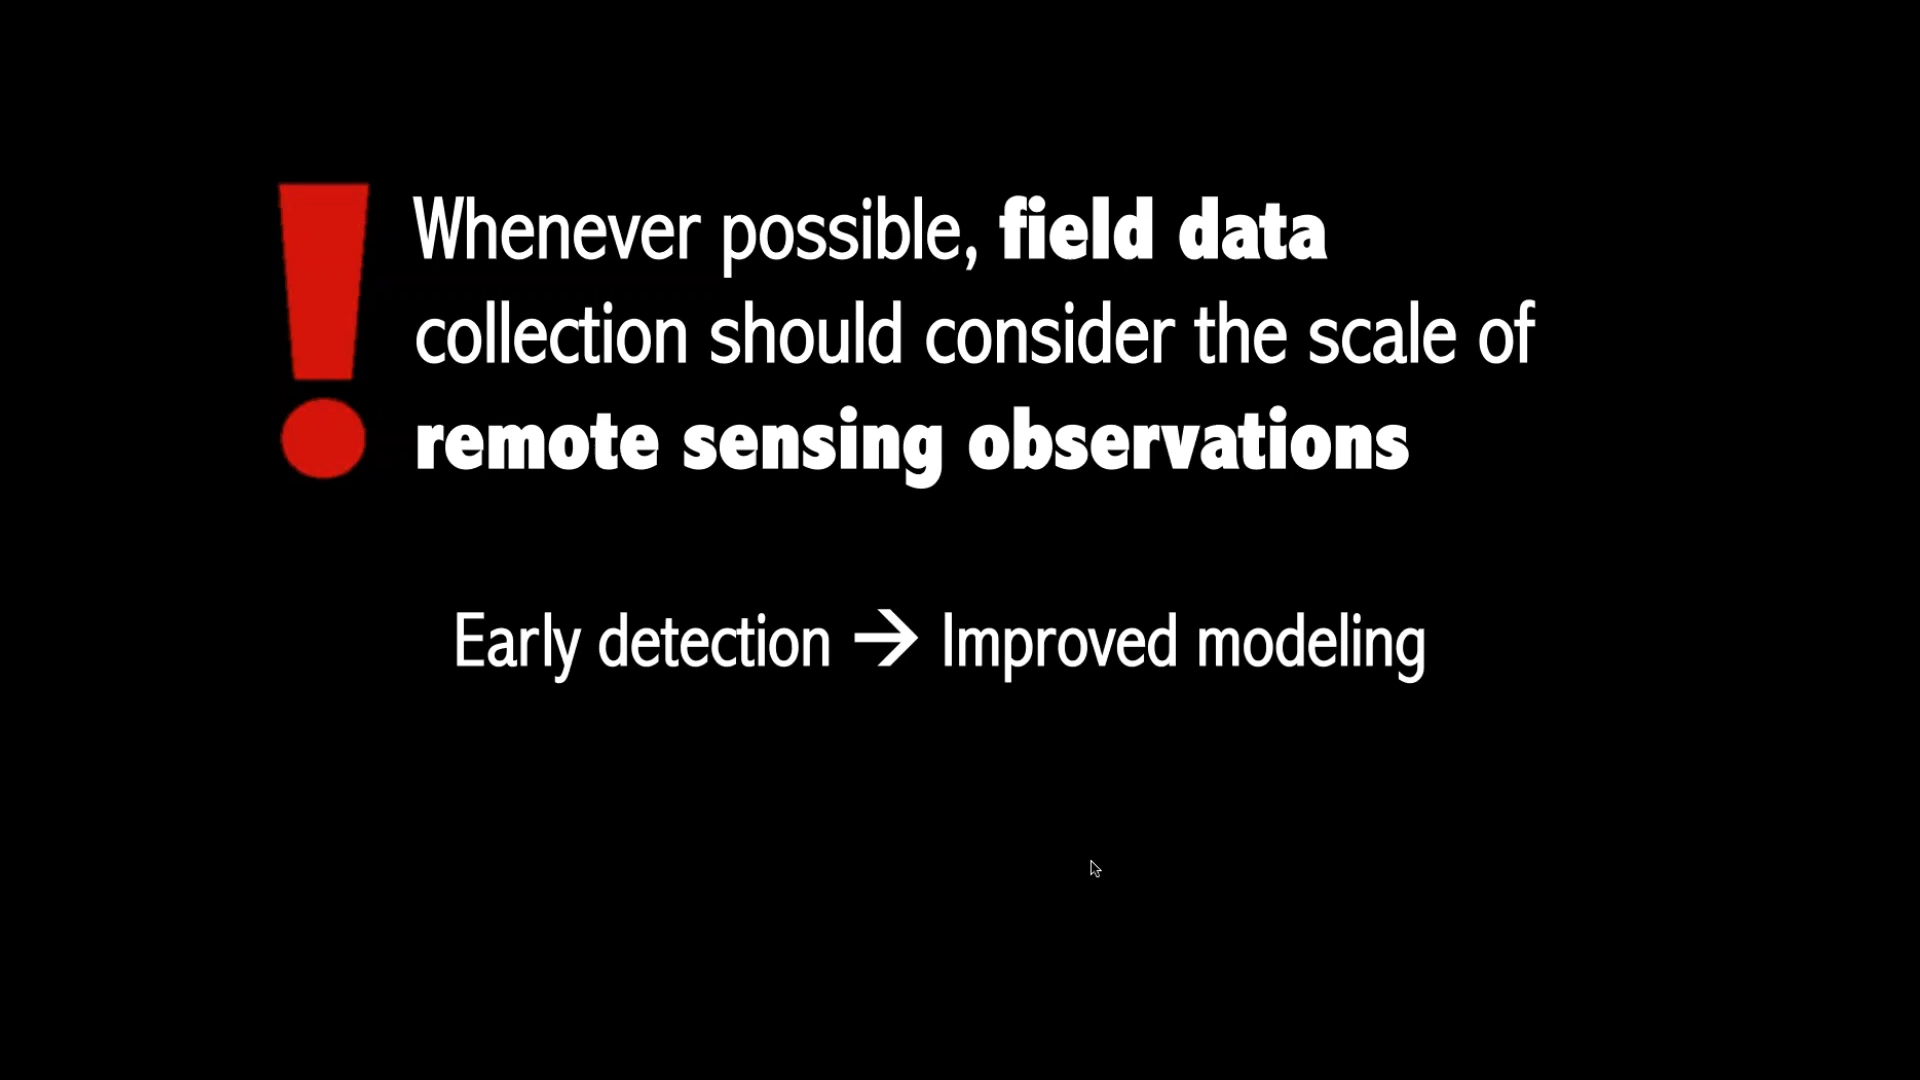 Whenever possible, field data
collection should consider the scale of
remote sensing observations
Early detection → Improved modeling